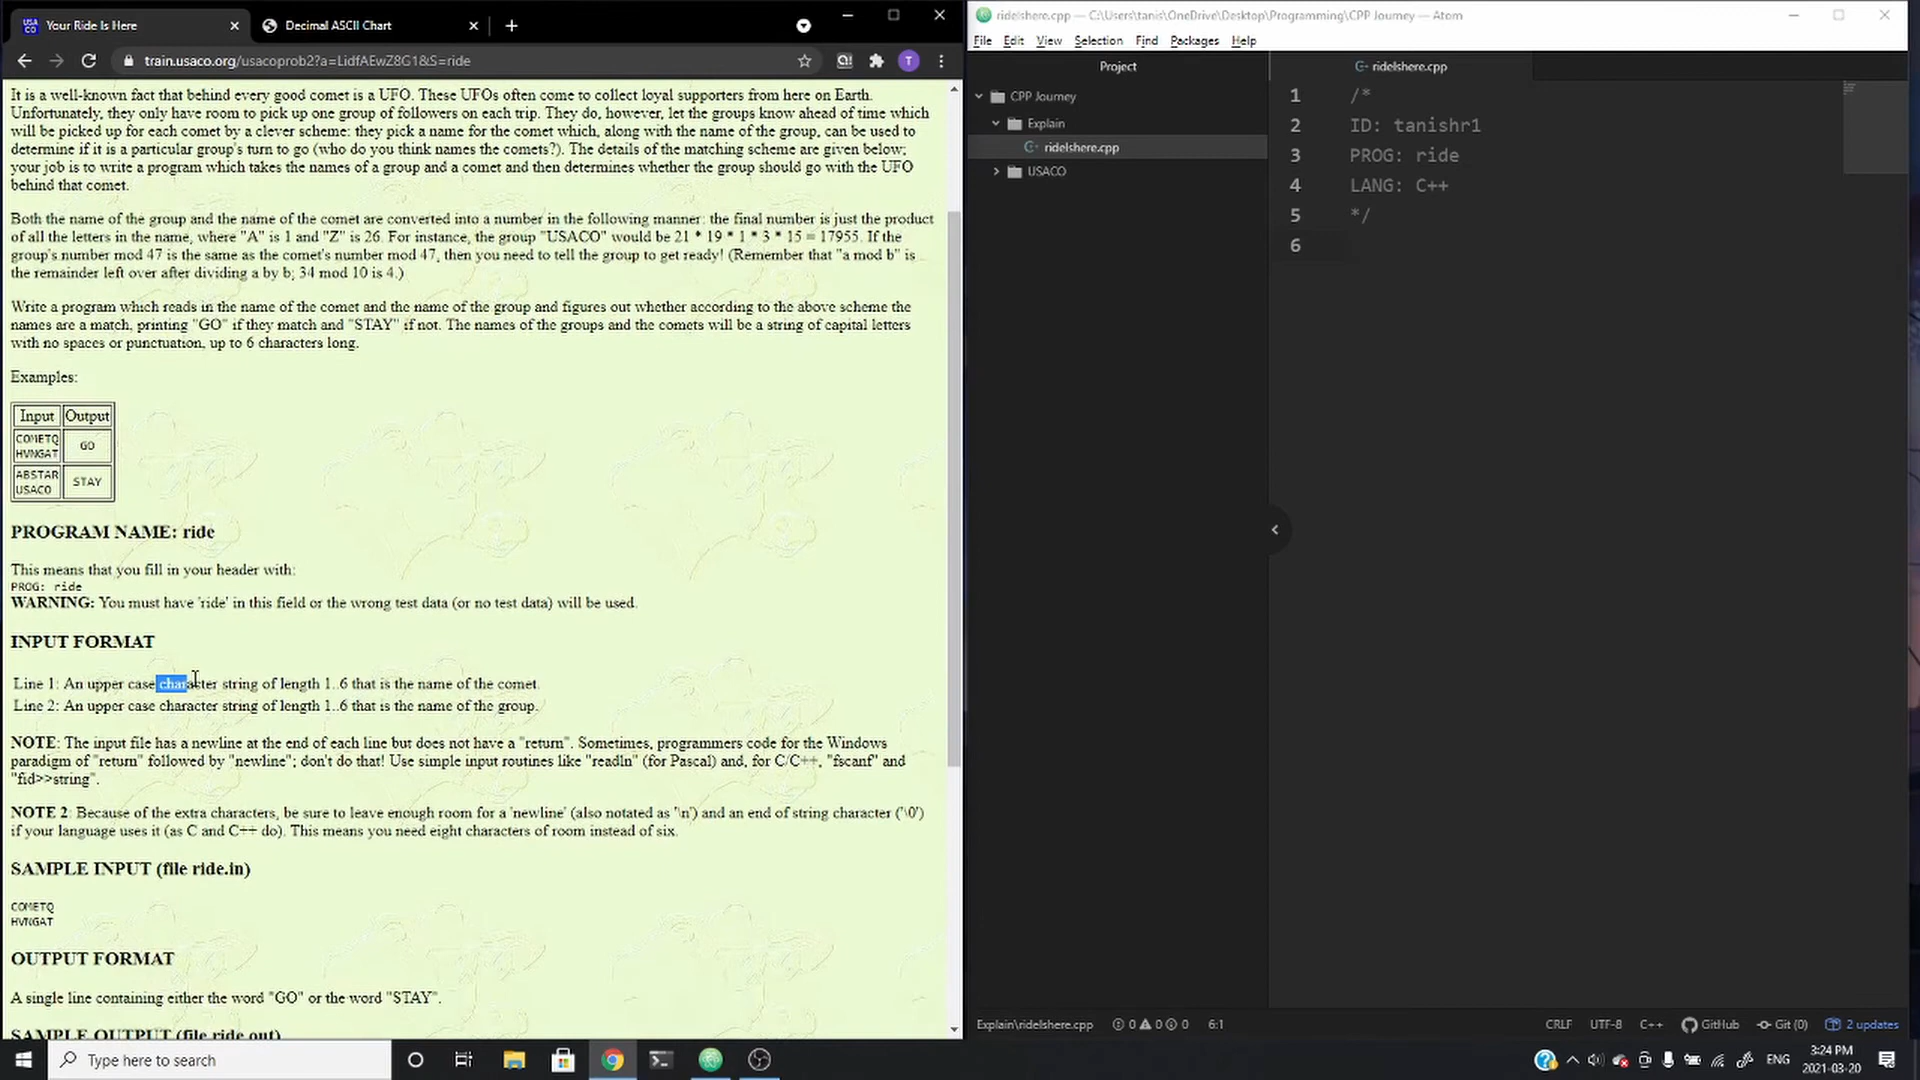 Your Ride Is Here
Decimal ASCII Chart
train.usaco.org/usacoprob2?a=LidfAEwZ8G1&S=ride
T
It is a well-known fact that behind every good comet is a UFO. These UFOs often come to collect loyal supporters from here on Earth.
Unfortunately, they only have room to pick up one group of followers on each trip. They do, however, let the groups know ahead of time which
will be picked up for each comet by a clever scheme: they pick a name for the comet which, along with the name of the group, can be used to
determine if it is a particular group's turn to go (who do you think names the comets?). The details of the matching scheme are given below;
your job is to write a program which takes the names of a group and a comet and then determines whether the group should go with the UFO
behind that comet.
Both the name of the group and the name of the comet are converted into a number in the following manner: the final number is just the product
of all the letters in the name, where "A" is 1 and "Z" is 26. For instance, the group "USACO" would be 21 * 19 * 1 * 3 * 15 = 17955. If the
group's number mod 47 is the same as the comet's number mod 47, then you need to tell the group to get ready! (Remember that "a mod b" is
the remainder left over after dividing a by b; 34 mod 10 is 4.)
Write a program which reads in the name of the comet and the name of the group and figures out whether according to the above scheme the
names are a match, printing "GO" if they match and "STAY" if not. The names of the groups and the comets will be a string of capital letters
with no spaces or punctuation, up to 6 characters long.
Examples:
Input Output
COMETQ
HVNGAT
GO
ABSTAR
USACO
STAY
PROGRAM NAME: ride
This means that you fill in your header with:
PROG: ride
WARNING: You must have 'ride' in this field or the wrong test data (or no test data) will be used.
INPUT FORMAT
Line 1: An upper case character string of length 1..6 that is the name of the comet.
Line 2: An upper case character string of length 1..6 that is the name of the group.
NOTE: The input file has a newline at the end of each line but does not have a "return". Sometimes, programmers code for the Windows
paradigm of "return" followed by "newline"; don't do that! Use simple input routines like "readln" (for Pascal) and, for C/C++, "fscanf" and
"fid>>string".
NOTE 2: Because of the extra characters, be sure to leave enough room for a 'newline' (also notated as '\n') and an end of string character ('\0')
if your language uses it (as C and C++ do). This means you need eight characters of room instead of six.
SAMPLE INPUT (file ride.in)
COMETQ
HVNGAT
OUTPUT FORMAT
A single line containing either the word "GO" or the word "STAY".
SAMPLE OUTPUT (file ride.out)
rideIshere.cpp — C:\Users\tanis\OneDrive\Desktop\Programming\CPP Journey — Atom
File Edit View Selection Find Packages Help
Project
CPP Journey
Explain
rideIshere.cpp
USACO
rideIshere.cpp
1 /*
2 ID: tanishr1
3 PROG: ride
4 LANG: C++
5 */
6
Explain\rideIshere.cpp 0 0 0 6:1
CRLF UTF-8 C++ GitHub Git (0) 2 updates
Type here to search
ENG
3:24 PM
2021-03-20